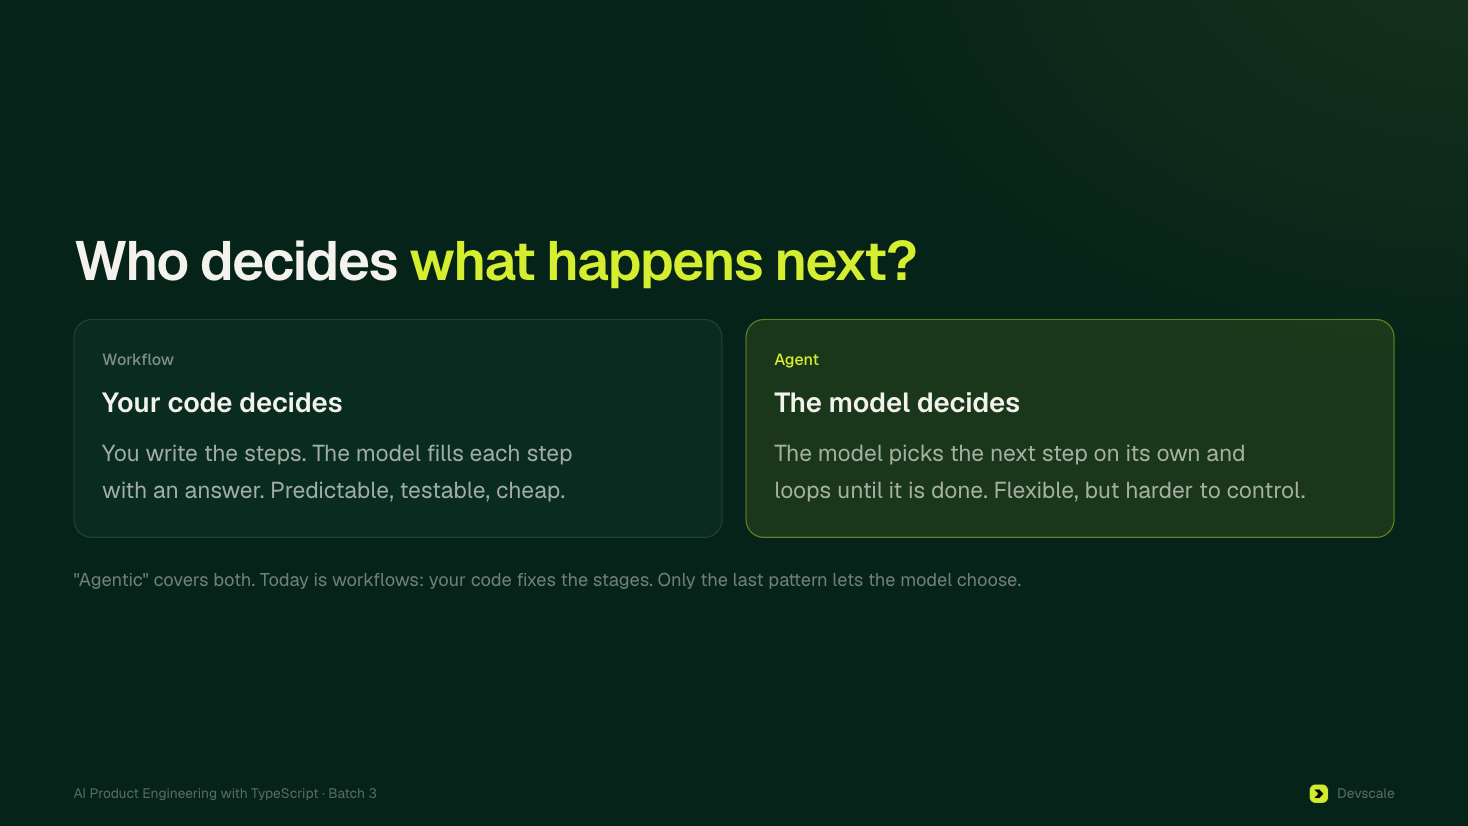 Who decides what happens next?
Workflow
Your code decides
You write the steps. The model fills each step
with an answer. Predictable, testable, cheap.
Agent
The model decides
The model picks the next step on its own and
loops until it is done. Flexible, but harder to control.
"Agentic" covers both. Today is workflows: your code fixes the stages. Only the last pattern lets the model choose.
AI Product Engineering with TypeScript · Batch 3
Devscale